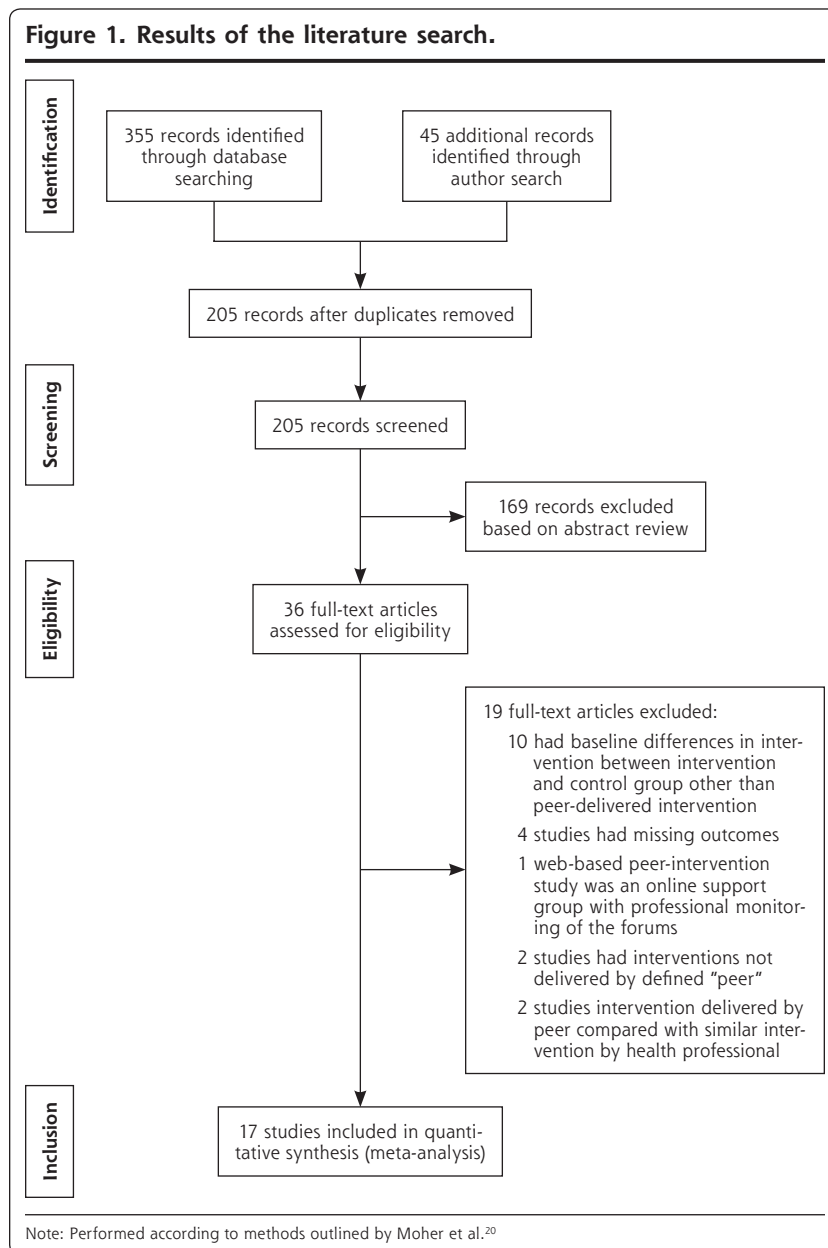 Figure 1. Results of the literature search.
Identification
355 records identified
through database
searching
45 additional records
identified through
author search
205 records after duplicates removed
Screening
205 records screened
169 records excluded
based on abstract review
Eligibility
36 full-text articles
assessed for eligibility
19 full-text articles excluded:
10 had baseline differences in inter-
vention between intervention
and control group other than
peer-delivered intervention
4 studies had missing outcomes
1 web-based peer-intervention
study was an online support
group with professional monitor-
ing of the forums
2 studies had interventions not
delivered by defined "peer"
2 studies intervention delivered by
peer compared with similar inter-
vention by health professional
Inclusion
17 studies included in quanti-
tative synthesis (meta-analysis)
Note: Performed according to methods outlined by Moher et al.²⁰